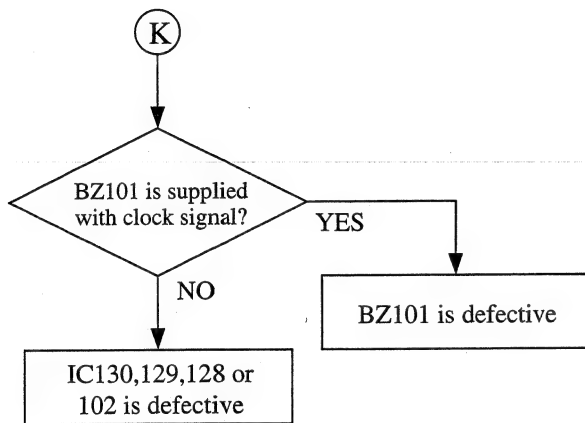 K
BZ101 is supplied
with clock signal?
YES
NO
BZ101 is defective
IC130,129,128 or
102 is defective